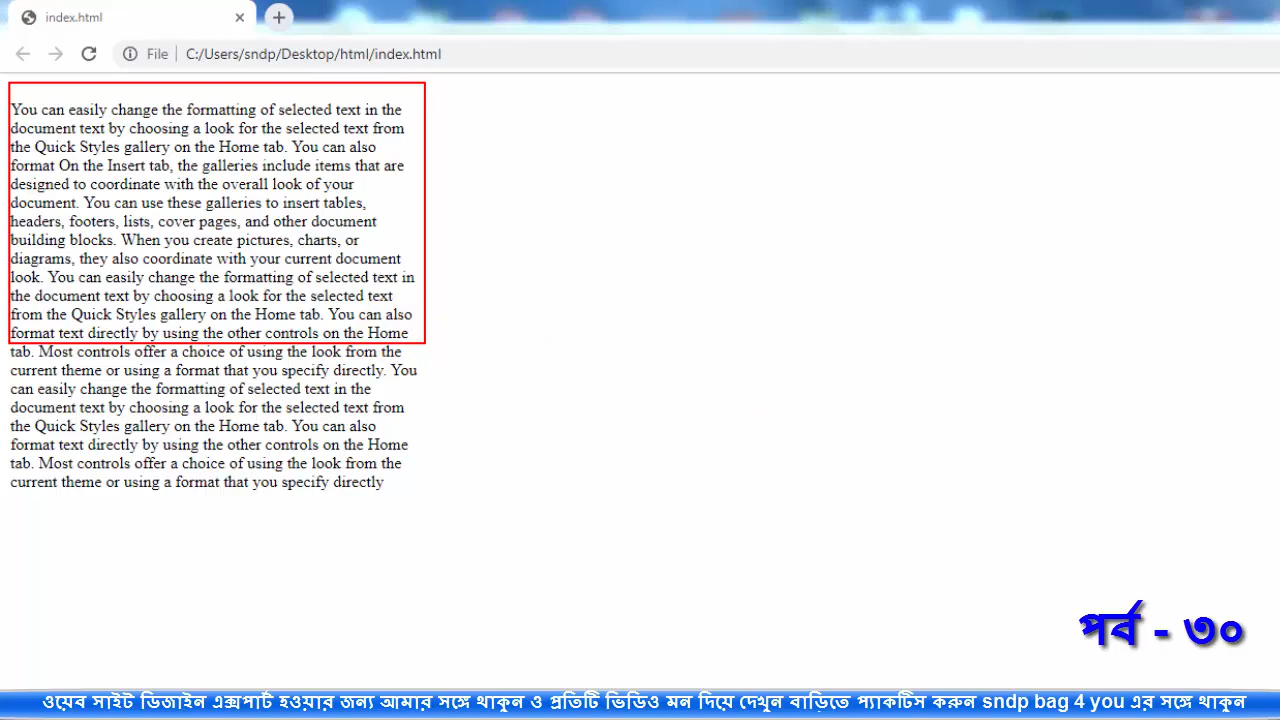 index.html
File C:/Users/sndp/Desktop/html/index.html
You can easily change the formatting of selected text in the
document text by choosing a look for the selected text from
the Quick Styles gallery on the Home tab. You can also
format On the Insert tab, the galleries include items that are
designed to coordinate with the overall look of your
document. You can use these galleries to insert tables,
headers, footers, lists, cover pages, and other document
building blocks. When you create pictures, charts, or
diagrams, they also coordinate with your current document
look. You can easily change the formatting of selected text in
the document text by choosing a look for the selected text
from the Quick Styles gallery on the Home tab. You can also
format text directly by using the other controls on the Home
tab. Most controls offer a choice of using the look from the
current theme or using a format that you specify directly. You
can easily change the formatting of selected text in the
document text by choosing a look for the selected text from
the Quick Styles gallery on the Home tab. You can also
format text directly by using the other controls on the Home
tab. Most controls offer a choice of using the look from the
current theme or using a format that you specify directly
পর্ব - ৩০
ওয়েব সাইট ডিজাইন এক্সপার্ট হওয়ার জন্য আমার সঙ্গে থাকুন ও প্রতিটি ভিডিও মন দিয়ে দেখুন বাড়িতে প্যাকটিস করুন sndp bag 4 you এর সঙ্গে থাকুন